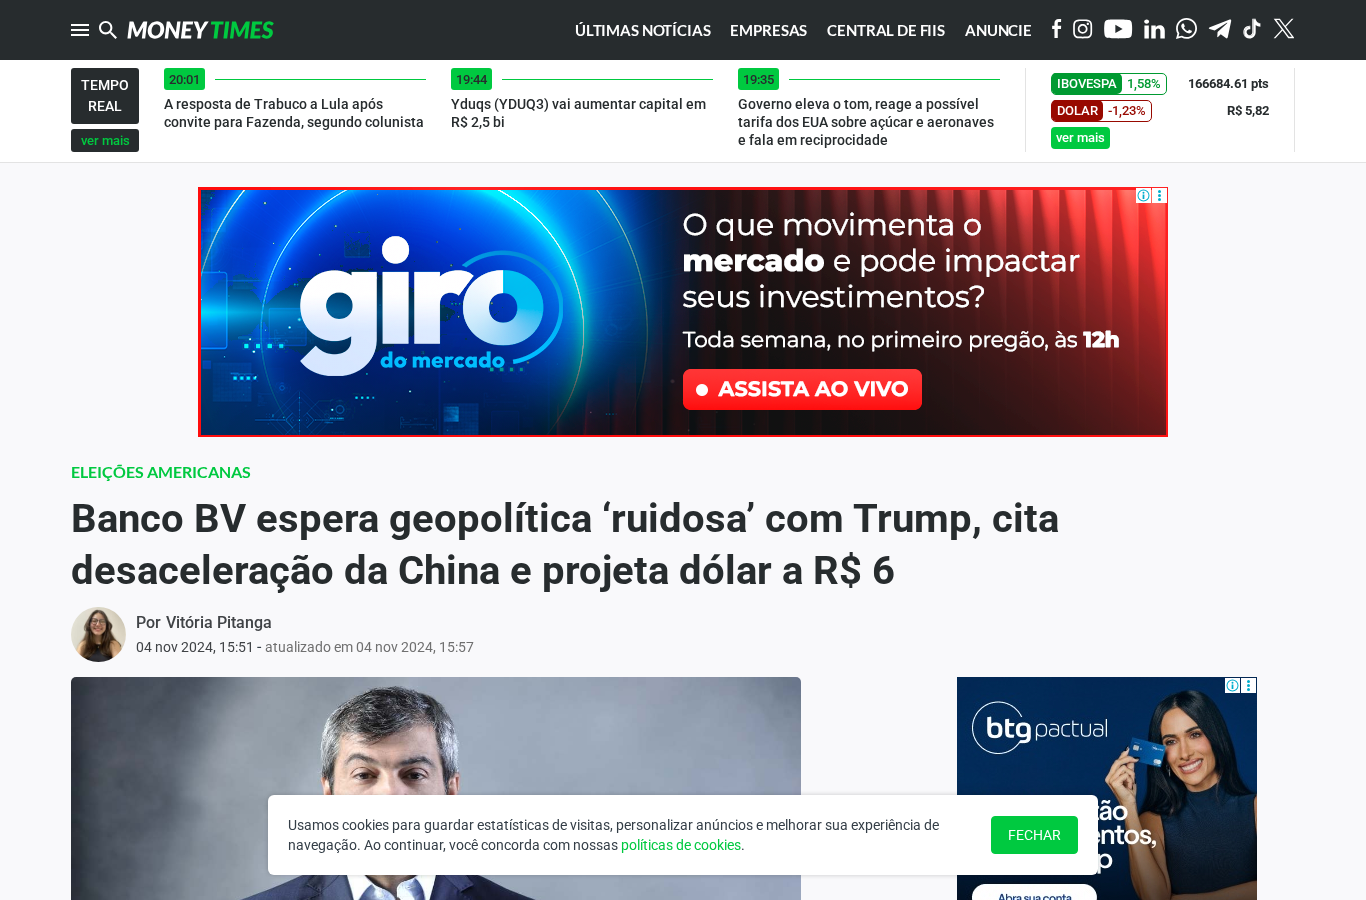 MONEYTIMES
ÚLTIMAS NOTÍCIAS
EMPRESAS
CENTRAL DE FIIS
ANUNCIE
TEMPO
REAL
ver mais
20:01
A resposta de Trabuco a Lula após
convite para Fazenda, segundo colunista
19:44
Yduqs (YDUQ3) vai aumentar capital em
R$ 2,5 bi
19:35
Governo eleva o tom, reage a possível
tarifa dos EUA sobre açúcar e aeronaves
e fala em reciprocidade
IBOVESPA 1,58% 166684.61 pts
DOLAR -1,23% R$ 5,82
ver mais
giro
do mercado
O que movimenta o
mercado e pode impactar
seus investimentos?
Toda semana, no primeiro pregão, às 12h
ASSISTA AO VIVO
ELEIÇÕES AMERICANAS
Banco BV espera geopolítica ‘ruidosa’ com Trump, cita
desaceleração da China e projeta dólar a R$ 6
Por Vitória Pitanga
04 nov 2024, 15:51 - atualizado em 04 nov 2024, 15:57
btg pactual
Abra sua conta
Usamos cookies para guardar estatísticas de visitas, personalizar anúncios e melhorar sua experiência de
navegação. Ao continuar, você concorda com nossas políticas de cookies.
FECHAR